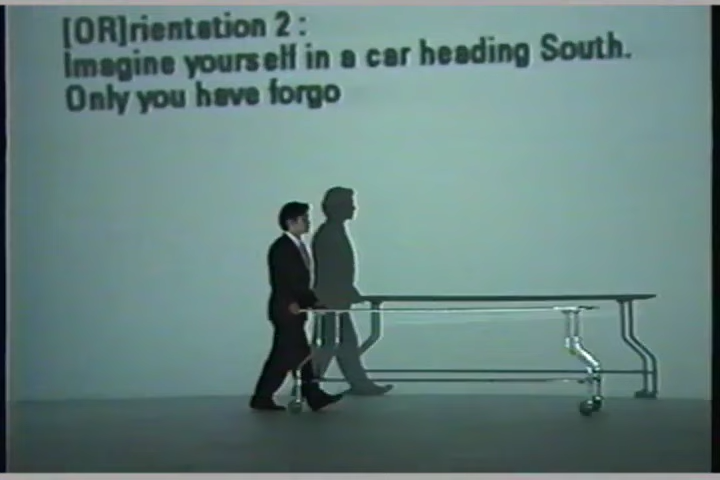 [OR]rientation 2 :
Imagine yourself in a car heading South.
Only you have forgo